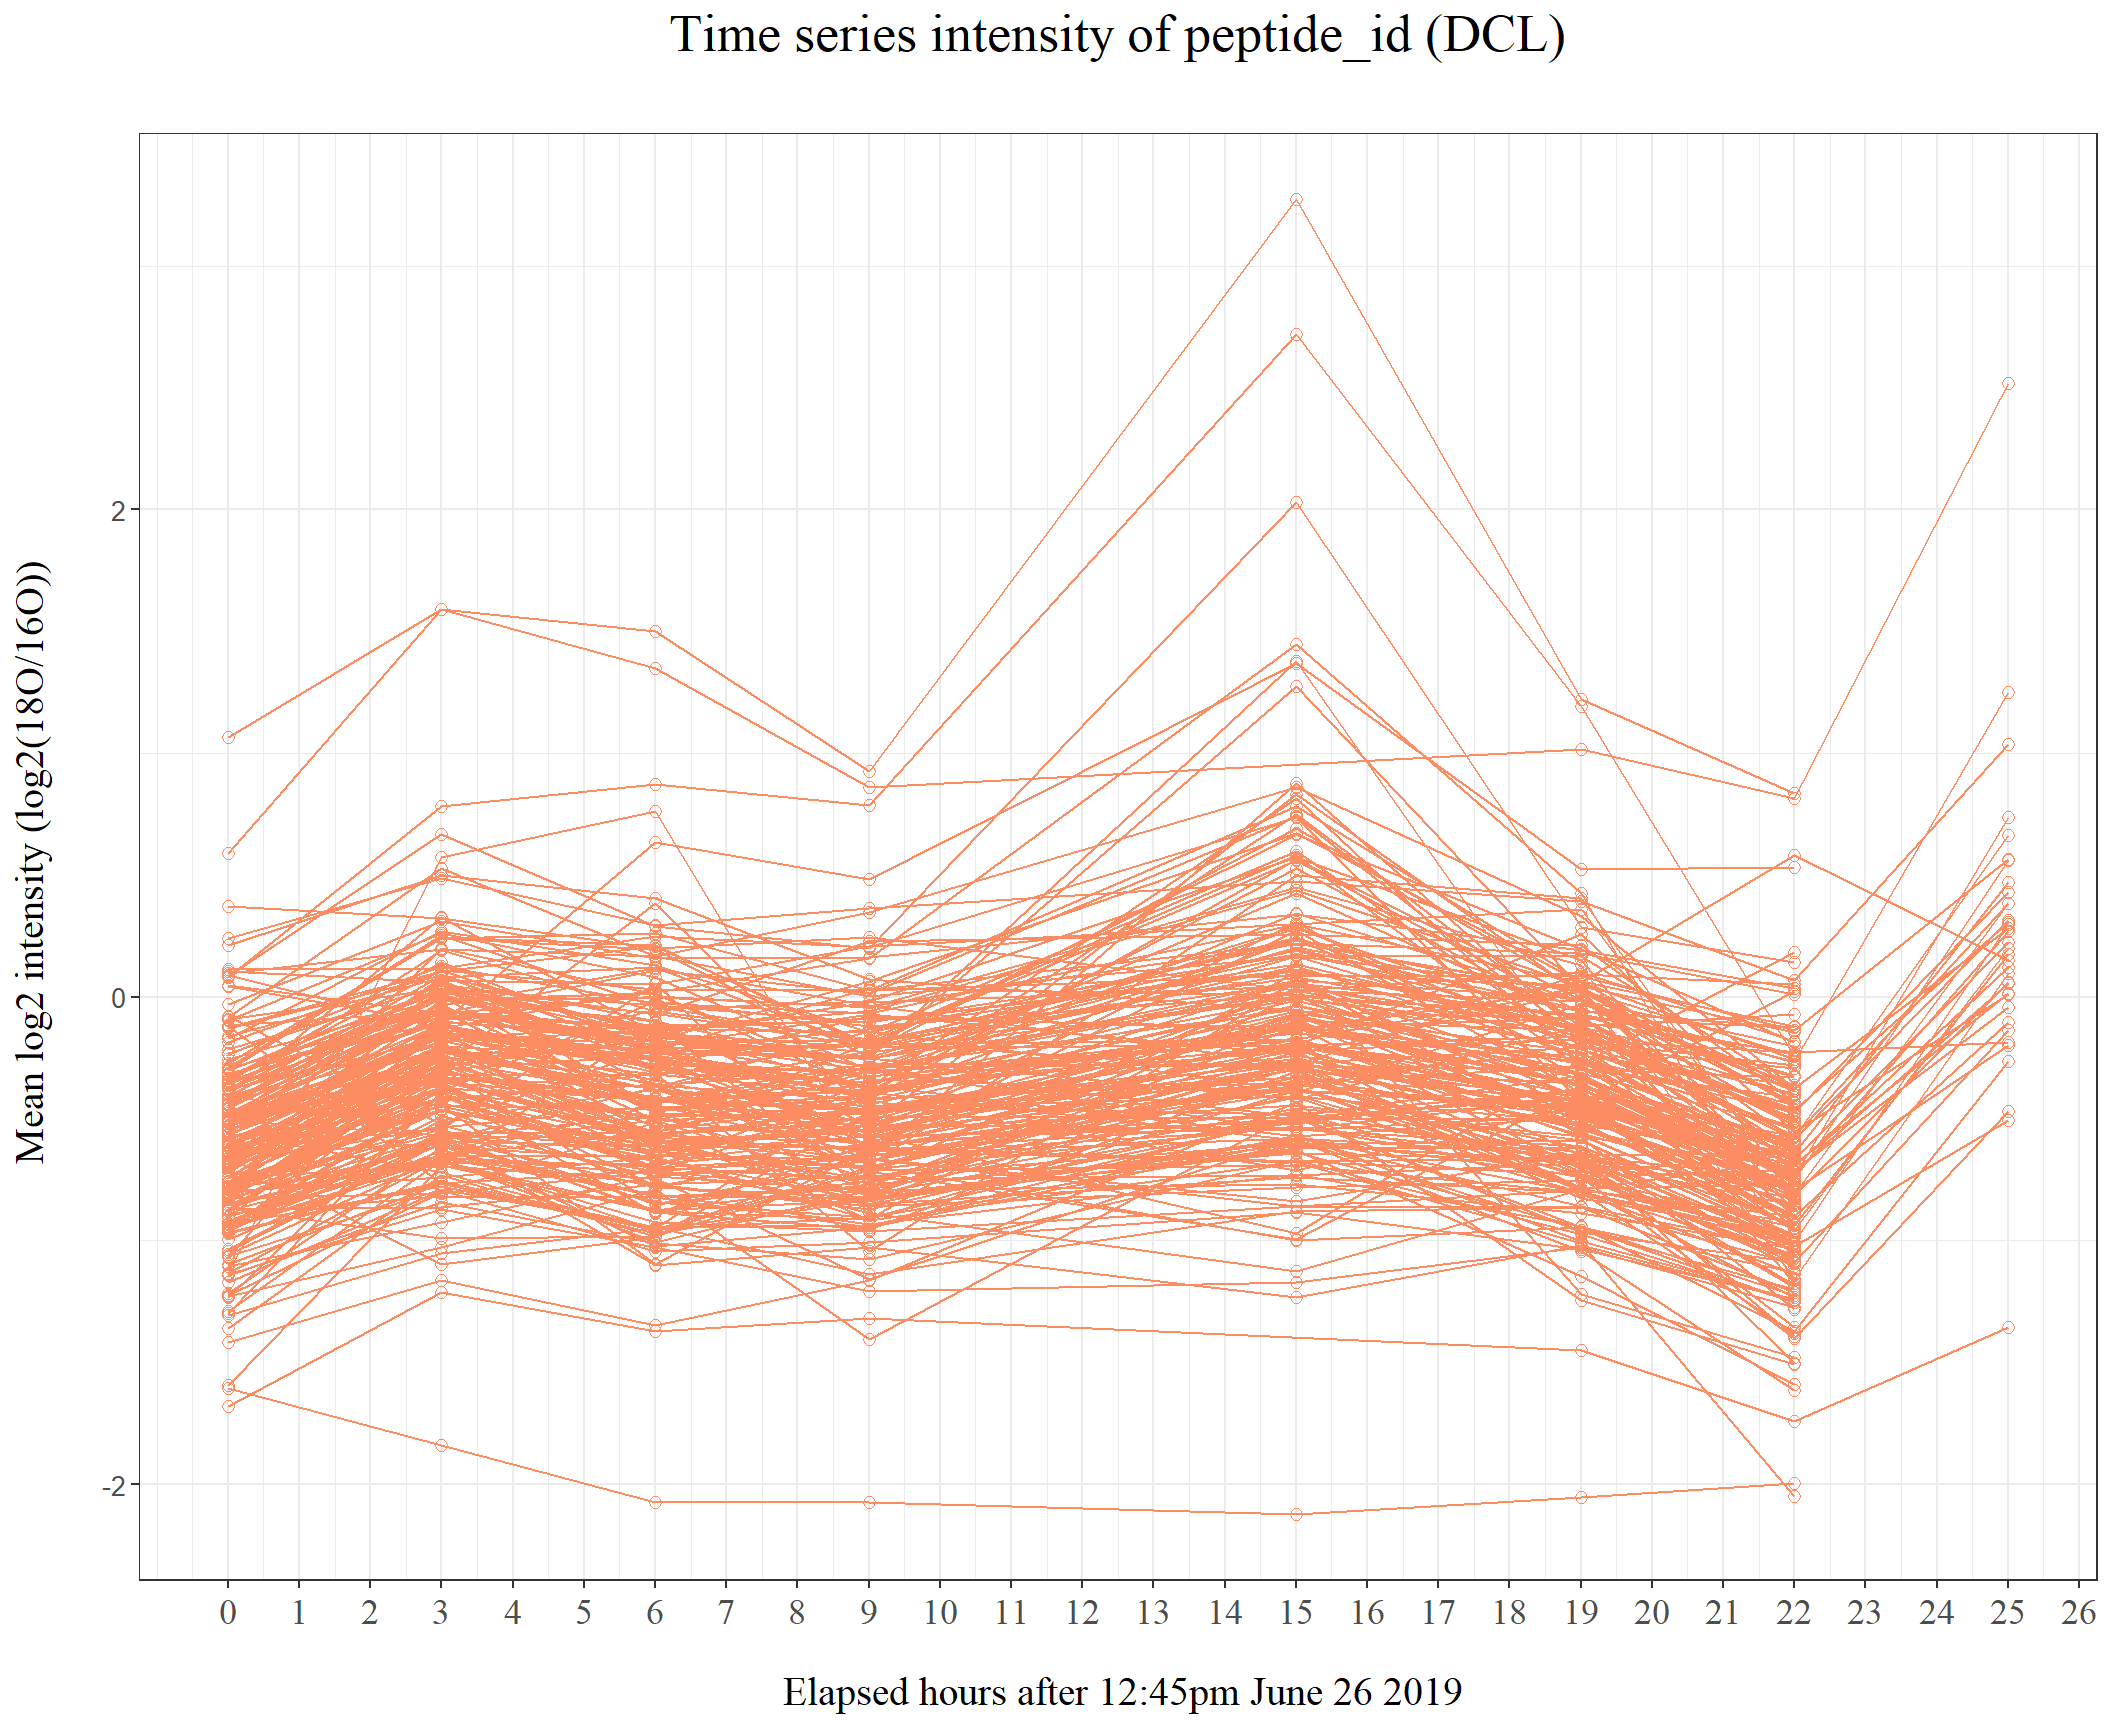 Time series intensity of peptide_id (DCL)
Mean log2 intensity (log2(18O/16O))
2
0
-2
0 1 2 3 4 5 6 7 8 9 10 11 12 13 14 15 16 17 18 19 20 21 22 23 24 25 26
Elapsed hours after 12:45pm June 26 2019